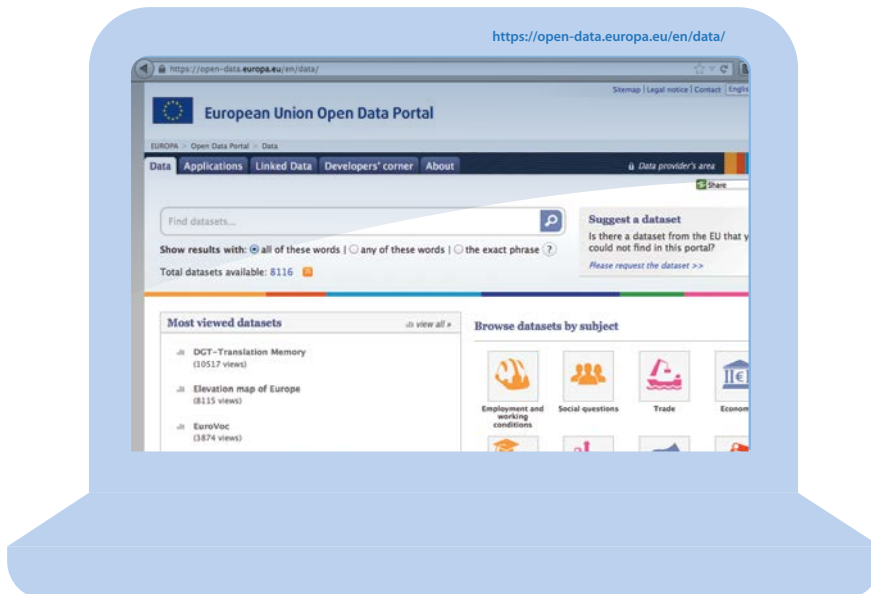 https://open-data.europa.eu/en/data/
https://open-data.europa.eu/en/data/
Sitemap | Legal notice | Contact | Englis
European Union Open Data Portal
EUROPA > Open Data Portal > Data
Data Applications Linked Data Developers' corner About
Data provider's area
Share
Find datasets...
Show results with: all of these words | any of these words | the exact phrase ?
Total datasets available: 8116
Suggest a dataset
Is there a dataset from the EU that y
could not find in this portal?
Please request the dataset >>
Most viewed datasets
view all »
DGT-Translation Memory
(10517 views)
Elevation map of Europe
(8115 views)
EuroVoc
(3874 views)
Browse datasets by subject
Employment and
working
conditions
Social questions
Trade
Econom